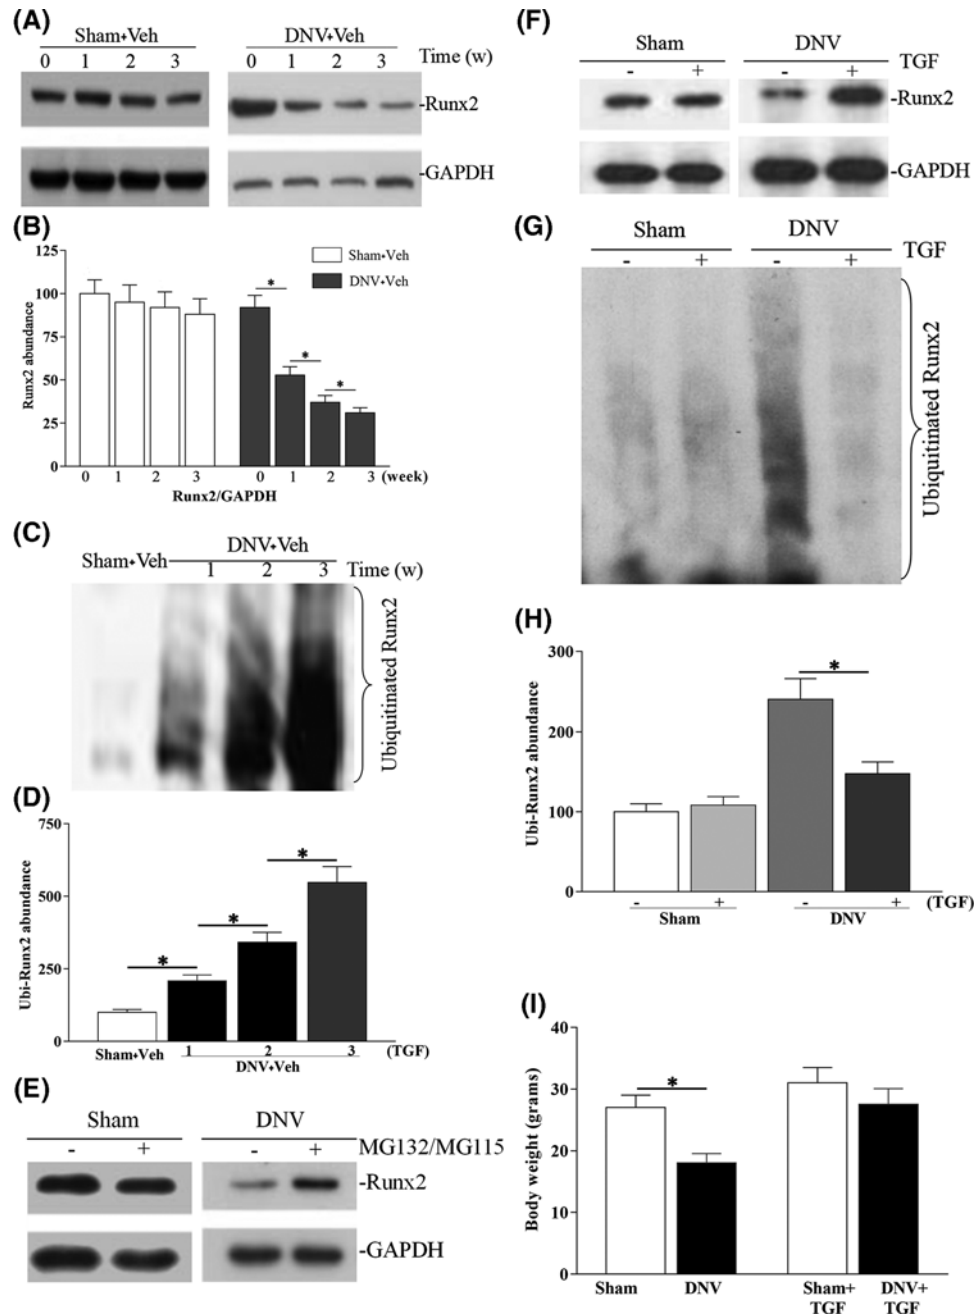 (A)
Sham+Veh
DNV+Veh
0 1 2 3
0 1 2 3
Time (w)
-Runx2
-GAPDH
(B)
Runx2 abundance
125
100
75
50
25
0
Sham+Veh
DNV+Veh
*
*
*
0 1 2 3
0 1 2 3 (week)
Runx2/GAPDH
(C)
DNV+Veh
Sham+Veh
1 2 3 Time (w)
Ubiquitinated Runx2
(D)
Ubi-Runx2 abundance
750
500
250
0
*
*
*
Sham+Veh
1 2 3 (TGF)
DNV+Veh
(E)
Sham
DNV
- +
- +
MG132/MG115
-Runx2
-GAPDH
(F)
Sham
DNV
- +
- +
TGF
-Runx2
-GAPDH
(G)
Sham
DNV
- +
- +
TGF
Ubiquitinated Runx2
(H)
Ubi-Runx2 abundance
300
200
100
0
*
- +
- +
(TGF)
Sham
DNV
(I)
Body weight (grams)
40
30
20
10
0
*
Sham
DNV
Sham+
TGF
DNV+
TGF